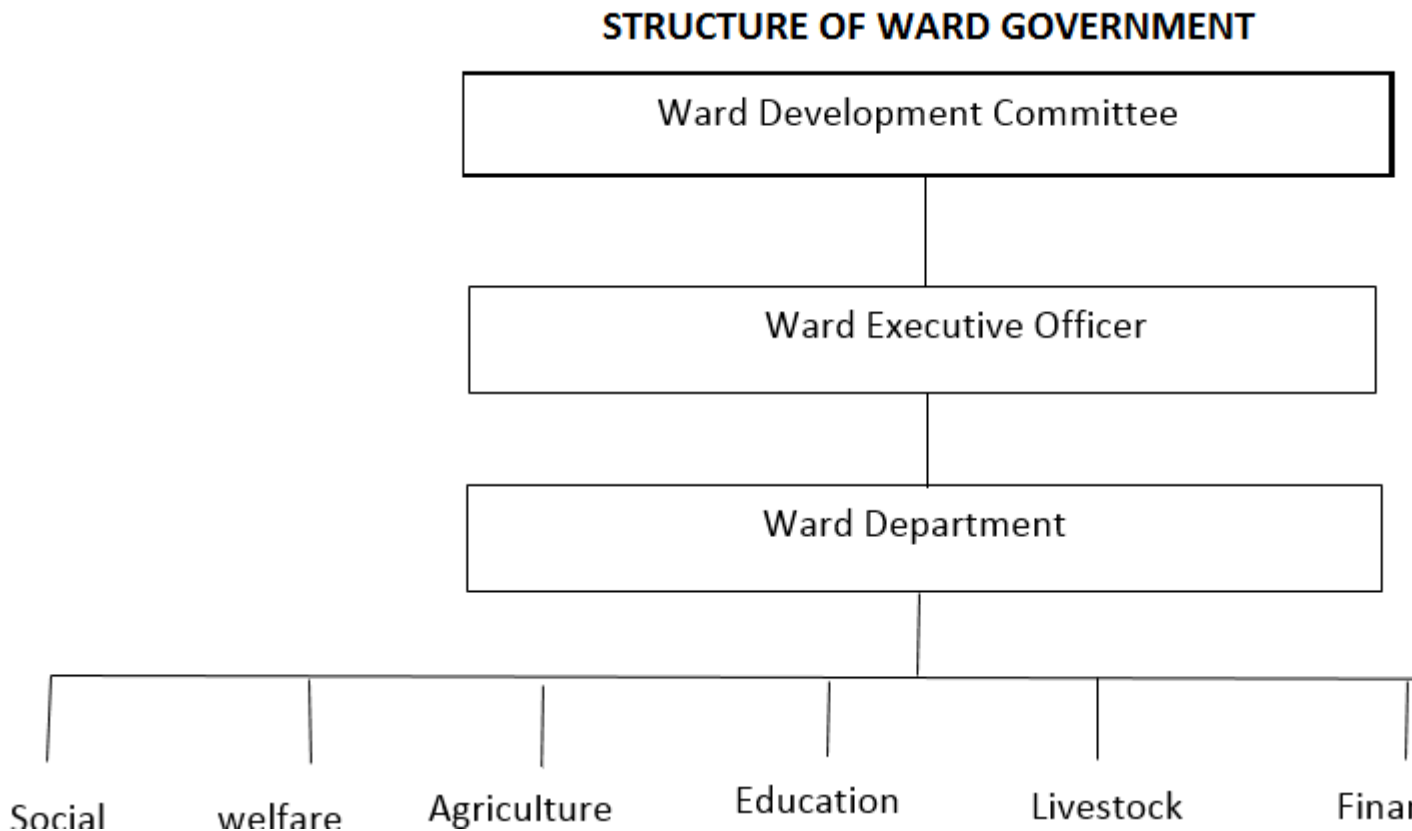 STRUCTURE OF WARD GOVERNMENT
Ward Development Committee
Ward Executive Officer
Ward Department
Social welfare Agriculture Education Livestock